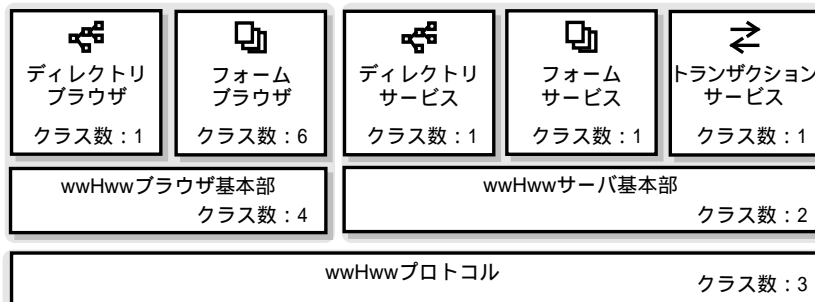 ディレクトリ
ブラウザ
クラス数：1
フォーム
ブラウザ
クラス数：6
ディレクトリ
サービス
クラス数：1
フォーム
サービス
クラス数：1
トランザクション
サービス
クラス数：1
wwHwwブラウザ基本部
クラス数：4
wwHwwサーバ基本部
クラス数：2
wwHwwプロトコル
クラス数：3